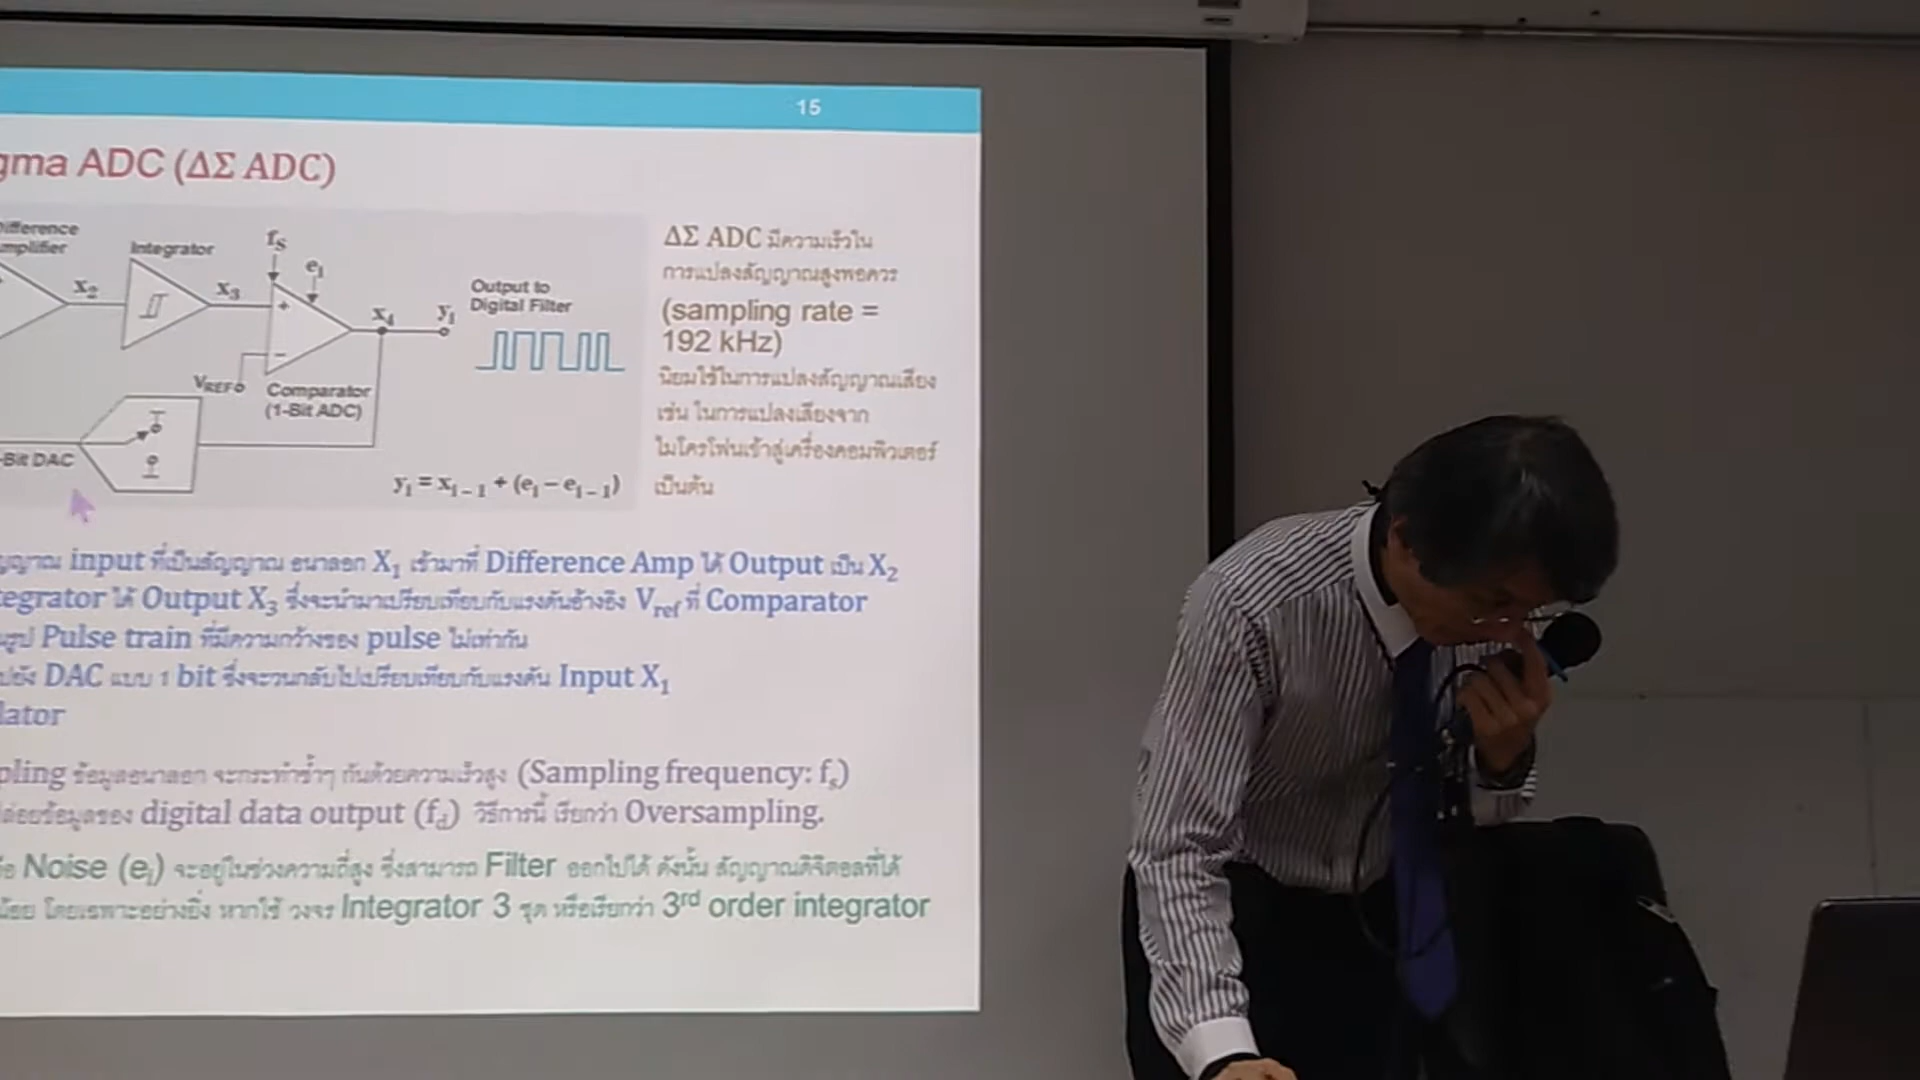 15
gma ADC (ΔΣ ADC)
Difference
Amplifier
Integrator
fS
ei
X2
X3
X4
yi
Output to
Digital Filter
VREF
Comparator
(1-Bit ADC)
-Bit DAC
yi = xi – 1 + (ei – ei – 1)
ΔΣ ADC มีความเร็วใน
การแปลงสัญญาณสูงพอควร
(sampling rate =
192 kHz)
นิยมใช้ในการแปลงสัญญาณเสียง
เช่น ในการแปลงเสียงจาก
ไมโครโฟนเข้าสู่เครื่องคอมพิวเตอร์
เป็นต้น
input ที่เป็นสัญญาณ อนาลอก X1 เข้ามาที่ Difference Amp ได้ Output เป็น X2
tegrator ได้ Output X3 ซึ่งจะนำมาเปรียบเทียบกับแรงดันอ้างอิง Vref ที่ Comparator
นรูป Pulse train ที่มีความกว้างของ pulse ไม่เท่ากัน
ปยัง DAC แบบ 1 bit ซึ่งจะวนกลับไปเปรียบเทียบกับแรงดัน Input X1
lator
pling ข้อมูลอนาลอก จะกระทำซ้ำๆ กันด้วยความเร็วสูง (Sampling frequency: fs)
digital data output (fd) วิธีการนี้ เรียกว่า Oversampling.
Noise (ei) จะอยู่ในช่วงความถี่สูง ซึ่งสามารถ Filter ออกไปได้ ดังนั้น สัญญาณดิจิตอลที่ได้
น้อย โดยเฉพาะอย่างยิ่ง หากใช้ วงจร Integrator 3 ชุด หรือเรียกว่า 3rd order integrator